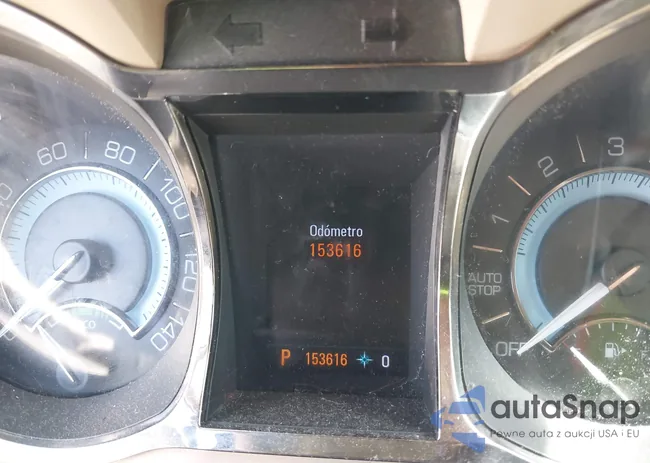 60
80
100
120
140
ECO
Odómetro
153616
P 153616 0
3
2
1
AUTO
STOP
OFF
autaSnap
Pewne auta z aukcji USA i EU